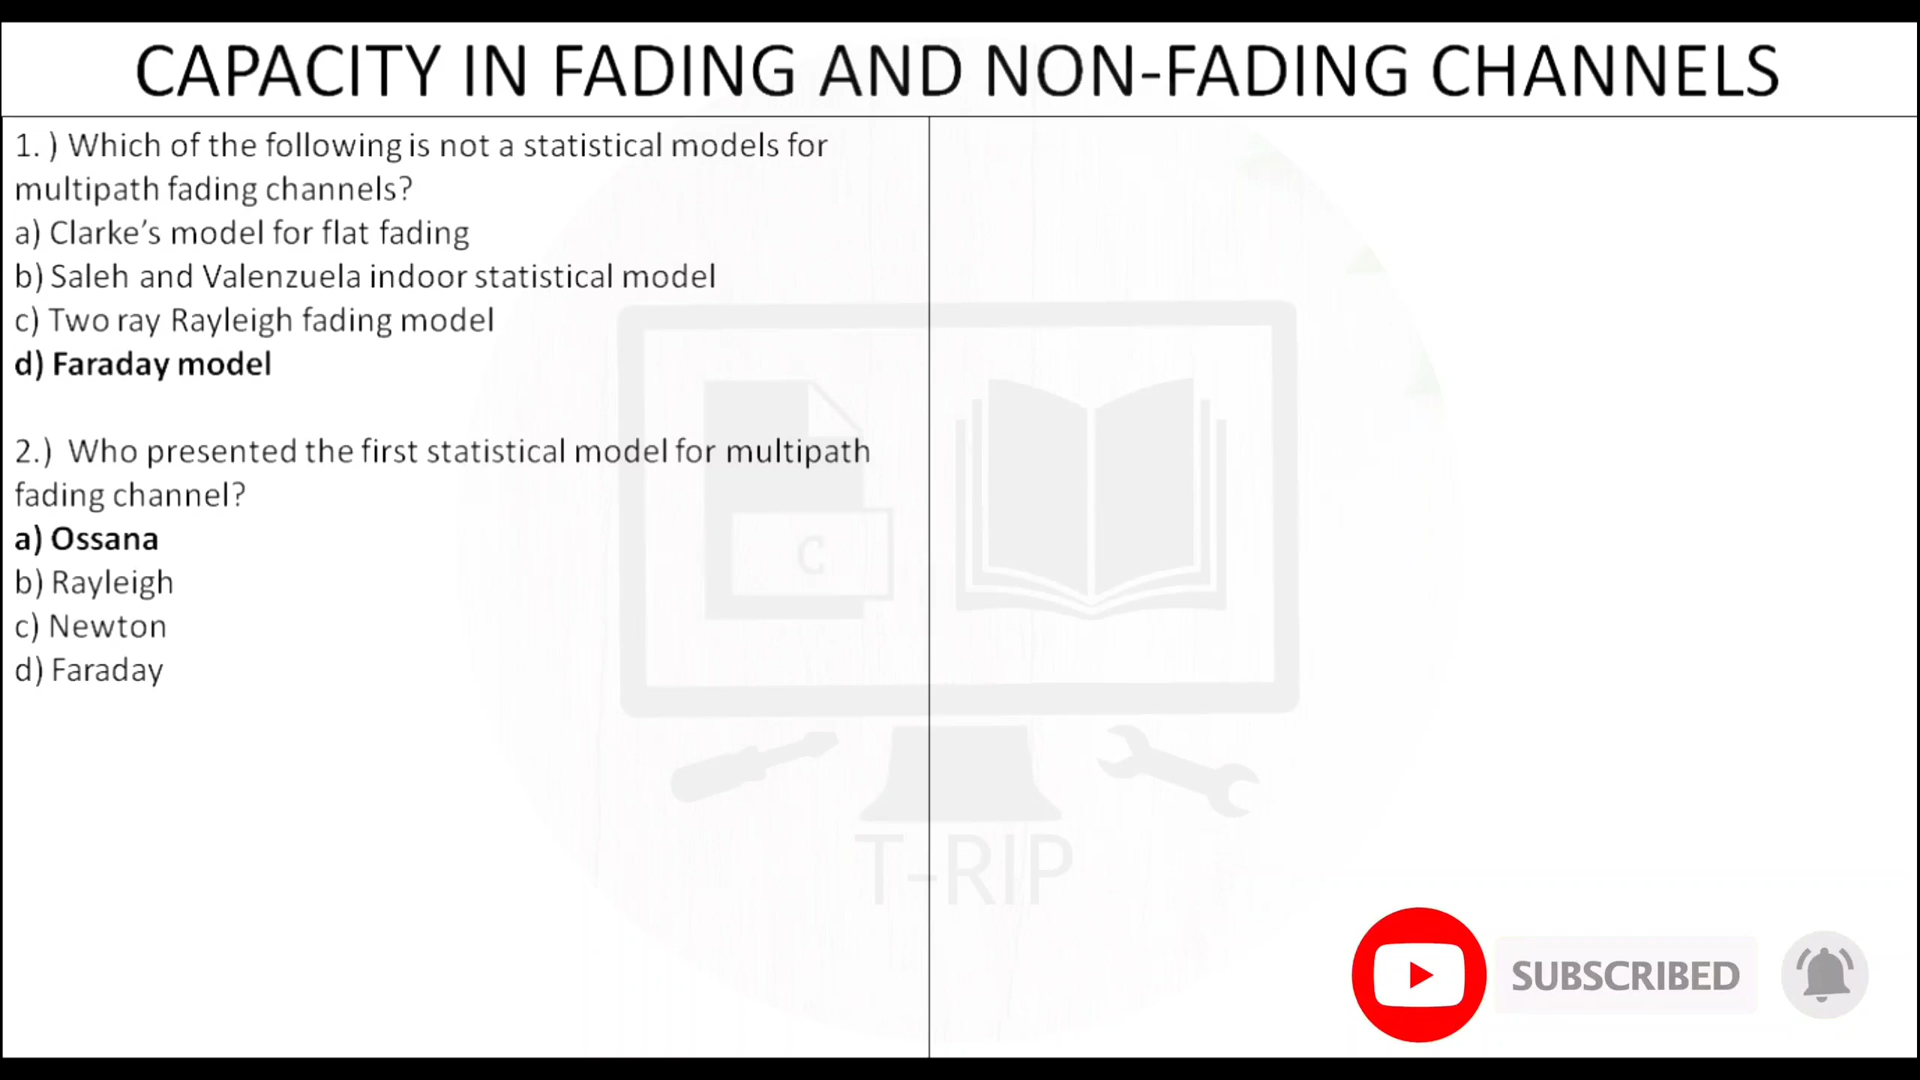 CAPACITY IN FADING AND NON-FADING CHANNELS
1. ) Which of the following is not a statistical models for
multipath fading channels?
a) Clarke’s model for flat fading
b) Saleh and Valenzuela indoor statistical model
c) Two ray Rayleigh fading model
d) Faraday model
2.) Who presented the first statistical model for multipath
fading channel?
a) Ossana
b) Rayleigh
c) Newton
d) Faraday
C
T-RIP
SUBSCRIBED